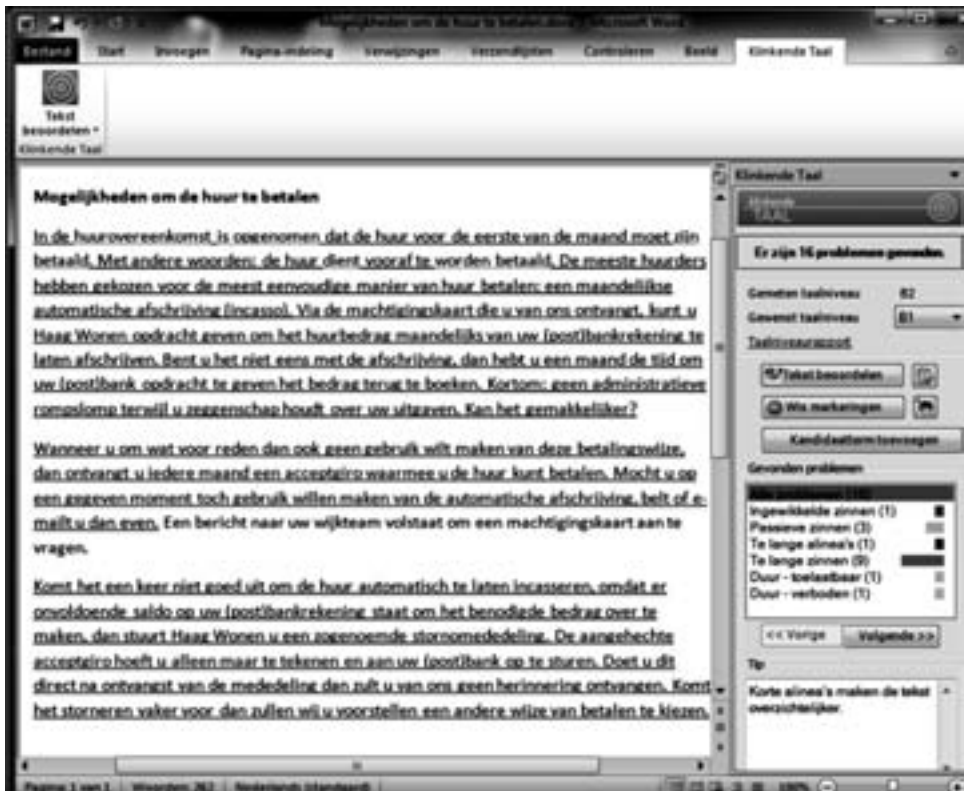 Mogelijkheden om de huur te betalen.docx - Microsoft Word
Bestand Start Invoegen Pagina-indeling Verwijzingen Verzendlijsten Controleren Beeld Klinkende Taal
Tekst
beoordelen
Klinkende Taal
Mogelijkheden om de huur te betalen
In de huurovereenkomst is opgenomen dat de huur voor de eerste van de maand moet zijn
betaald. Met andere woorden: de huur dient vooraf te worden betaald. De meeste huurders
hebben gekozen voor de meest eenvoudige manier van huur betalen: een maandelijkse
automatische afschrijving (incasso). Via de machtigingskaart die u van ons ontvangt, kunt u
Haag Wonen opdracht geven om het huurbedrag maandelijks van uw (post)bankrekening te
laten afschrijven. Bent u het niet eens met de afschrijving, dan hebt u een maand de tijd om
uw (post)bank opdracht te geven het bedrag terug te boeken. Kortom: geen administratieve
rompslomp terwijl u zeggenschap houdt over uw uitgaven. Kan het gemakkelijker?
Wanneer u om wat voor reden dan ook geen gebruik wilt maken van deze betalingswijze,
dan ontvangt u iedere maand een acceptgiro waarmee u de huur kunt betalen. Mocht u op
een gegeven moment toch gebruik willen maken van de automatische afschrijving, belt of e-
mailt u dan even. Een bericht naar uw wijkteam volstaat om een machtigingskaart aan te
vragen.
Komt het een keer niet goed uit om de huur automatisch te laten incasseren, omdat er
onvoldoende saldo op uw (post)bankrekening staat om het benodigde bedrag over te
maken, dan stuurt Haag Wonen u een zogenoemde stornomededeling. De aangehechte
acceptgiro hoeft u alleen maar te tekenen en aan uw (post)bank op te sturen. Doet u dit
direct na ontvangst van de mededeling dan zult u van ons geen herinnering ontvangen. Komt
het storneren vaker voor dan zullen wij u voorstellen een andere wijze van betalen te kiezen.
Klinkende Taal
klinkende
TAAL
Er zijn 16 problemen gevonden.
Gemeten taalniveau B2
Gewenst taalniveau B1
Taalniveaurapport
Tekst beoordelen
Wis markeringen
Kandidaatterm toevoegen
Gevonden problemen
Alle problemen (16)
Ingewikkelde zinnen (1)
Passieve zinnen (3)
Te lange alinea's (1)
Te lange zinnen (9)
Duur - toelaatbaar (1)
Duur - verboden (1)
<< Vorige Volgende >>
Tip
Korte alinea's maken de tekst
overzichtelijker.
Pagina 1 van 1 Woorden: 262 Nederlands (standaard) 100%